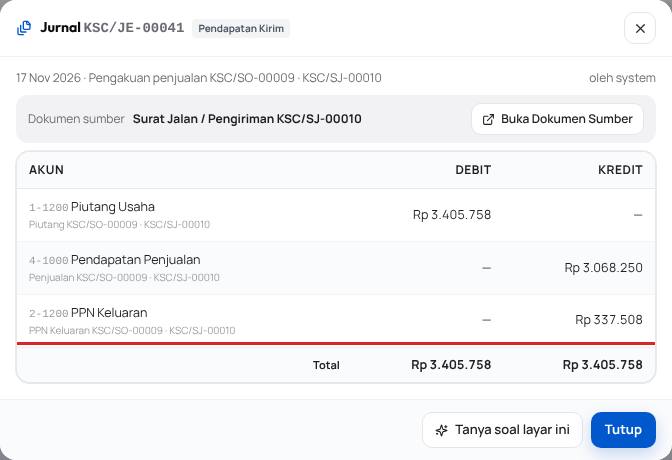 Jurnal KSC/JE-00041 Pendapatan Kirim
17 Nov 2026 · Pengakuan penjualan KSC/SO-00009 · KSC/SJ-00010 oleh system
Dokumen sumber Surat Jalan / Pengiriman KSC/SJ-00010 Buka Dokumen Sumber
AKUN DEBIT KREDIT
1-1200 Piutang Usaha Rp 3.405.758 —
Piutang KSC/SO-00009 · KSC/SJ-00010
4-1000 Pendapatan Penjualan — Rp 3.068.250
Penjualan KSC/SO-00009 · KSC/SJ-00010
2-1200 PPN Keluaran — Rp 337.508
PPN Keluaran KSC/SO-00009 · KSC/SJ-00010
Total Rp 3.405.758 Rp 3.405.758
Tanya soal layar ini Tutup